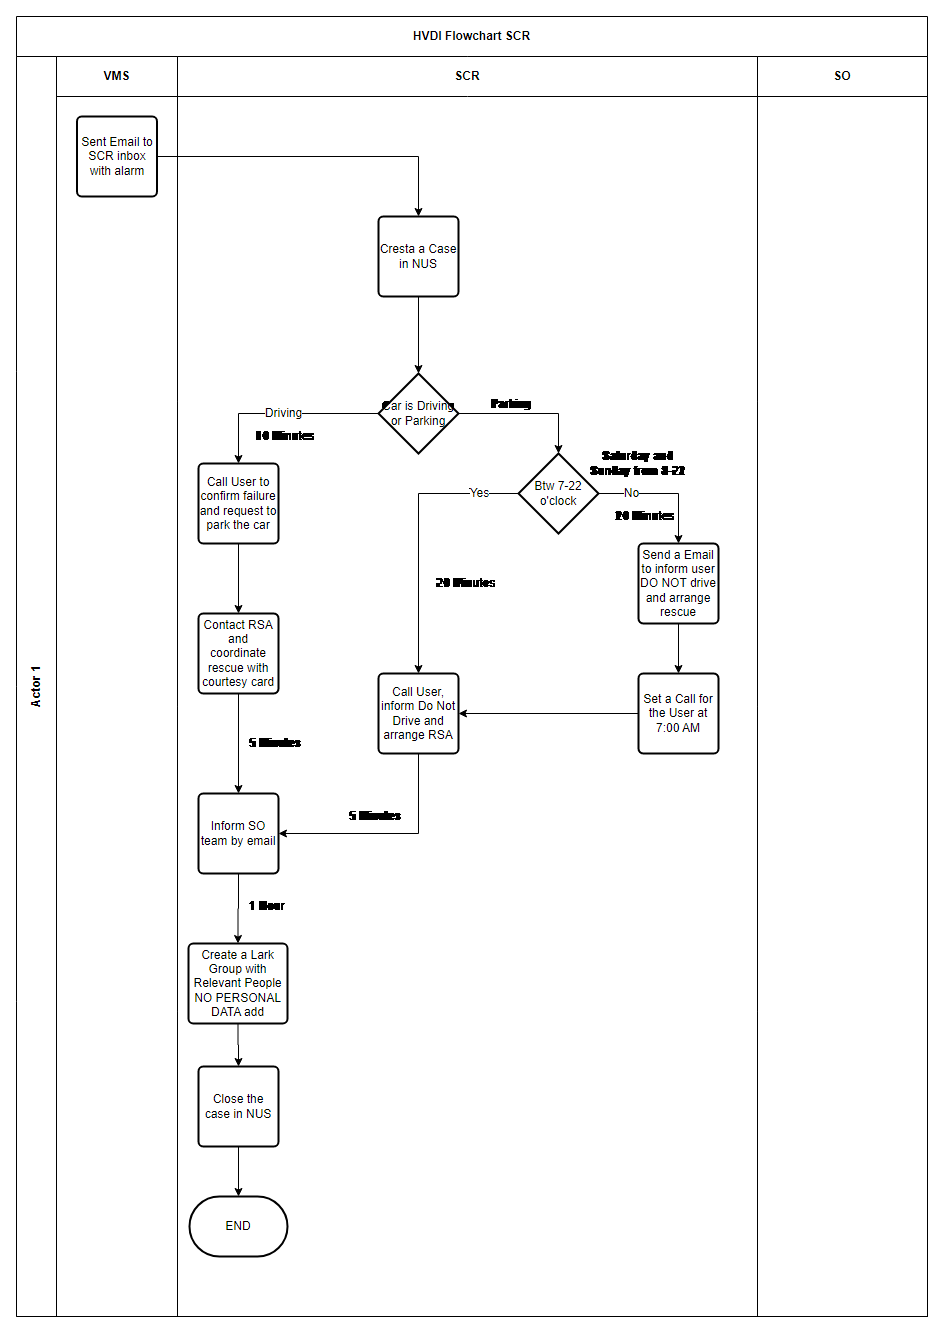 HVDI Flowchart SCR
VMS
SCR
SO
Actor 1
Sent Email to
SCR inbox
with alarm
Cresta a Case
in NUS
Car is Driving
or Parking
Driving
Parking
10 Minutes
Call User to
confirm failure
and request to
park the car
Saturday and
Sunday from 8-22
Btw 7-22
o'clock
Yes
No
20 Minutes
20 Minutes
Send a Email
to inform user
DO NOT drive
and arrange
rescue
Contact RSA
and
coordinate
rescue with
courtesy card
Call User,
inform Do Not
Drive and
arrange RSA
Set a Call for
the User at
7:00 AM
5 Minutes
5 Minutes
Inform SO
team by email
1 Hour
Create a Lark
Group with
Relevant People
NO PERSONAL
DATA add
Close the
case in NUS
END